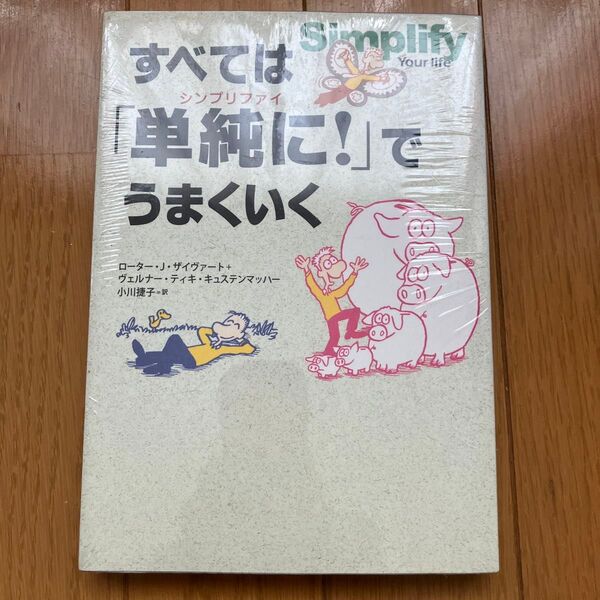 Simplify
Your life
すべては
シンプリファイ
「単純に!」で
うまくいく
ローター・J・ザイヴァート+
ヴェルナー・ティキ・キュステンマッハー
小川捷子=訳